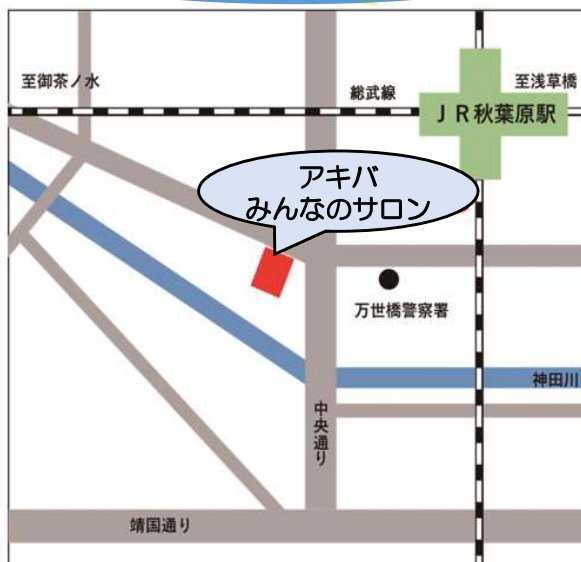 至御茶ノ水
総武線
至浅草橋
JR秋葉原駅
アキバ
みんなのサロン
万世橋警察署
神田川
中央通り
靖国通り